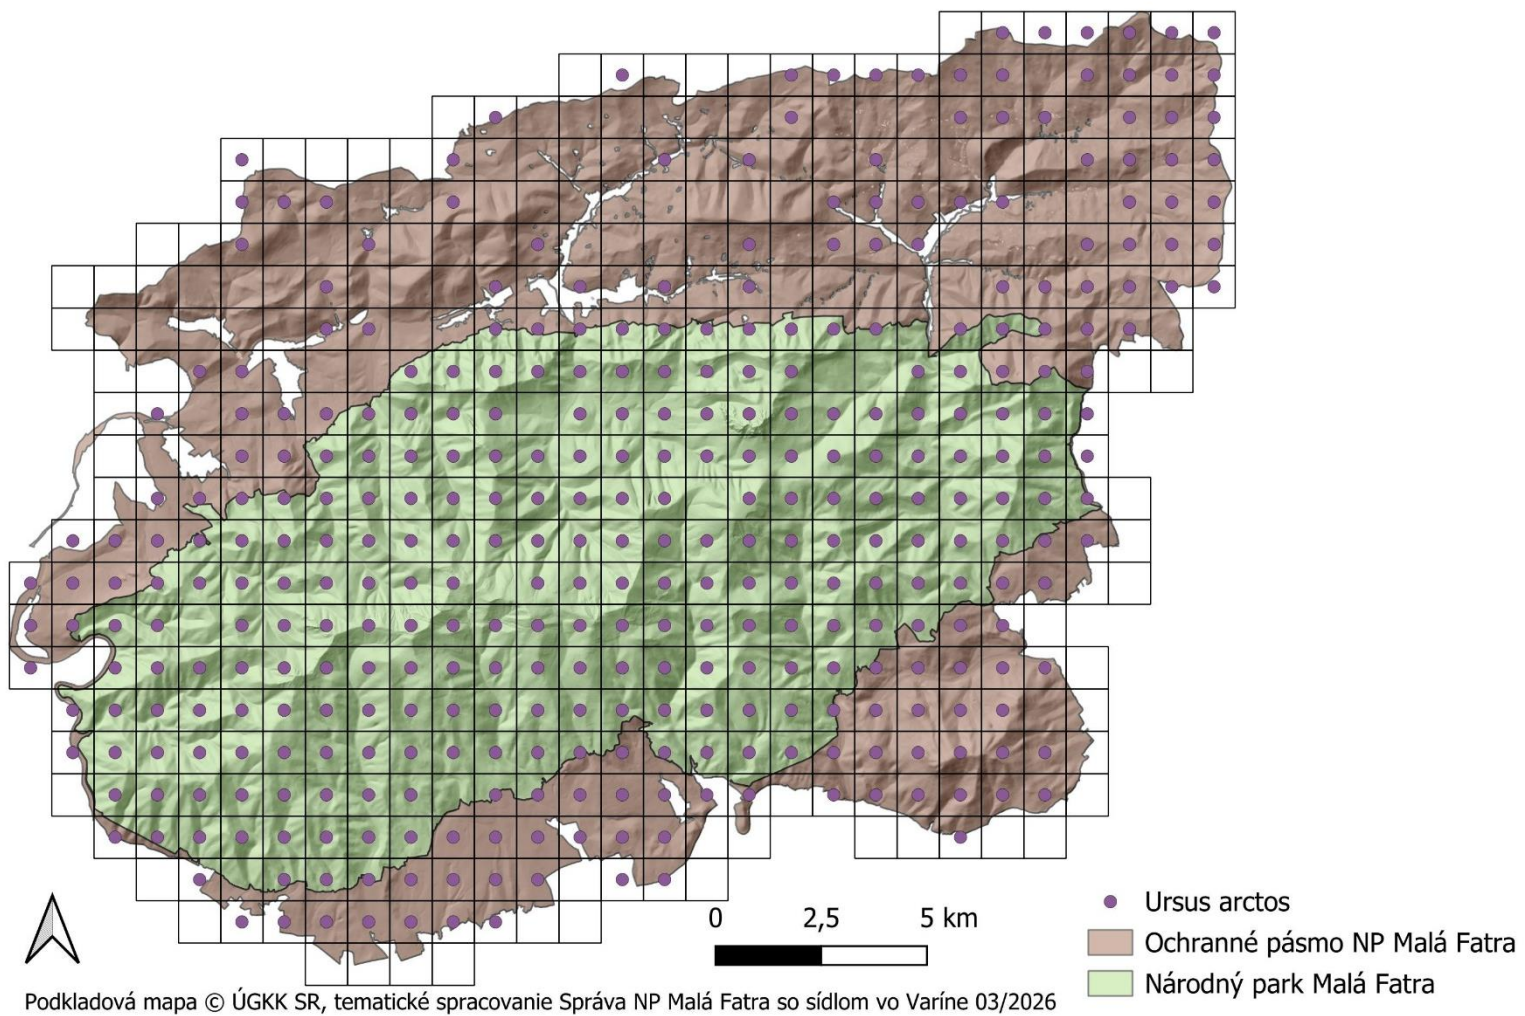 0 2,5 5 km
Ursus arctos
Ochranné pásmo NP Malá Fatra
Národný park Malá Fatra
Podkladová mapa © ÚGKK SR, tematické spracovanie Správa NP Malá Fatra so sídlom vo Varíne 03/2026